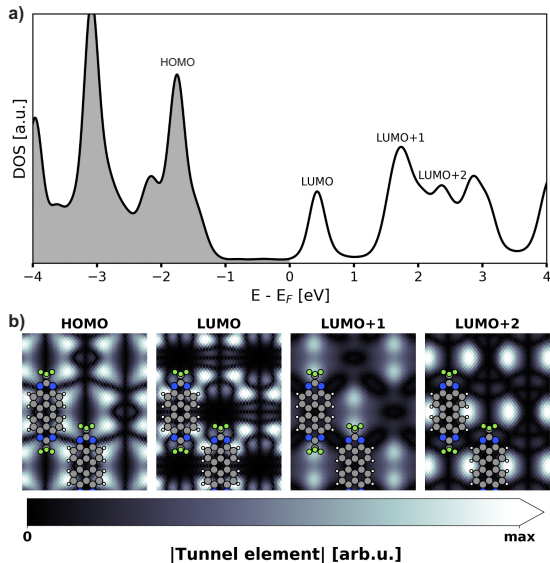 a)
DOS [a.u.]
HOMO
LUMO
LUMO+1
LUMO+2
−4 −3 −2 −1 0 1 2 3 4
E - E_F [eV]
b)
HOMO LUMO LUMO+1 LUMO+2
0 max
|Tunnel element| [arb.u.]